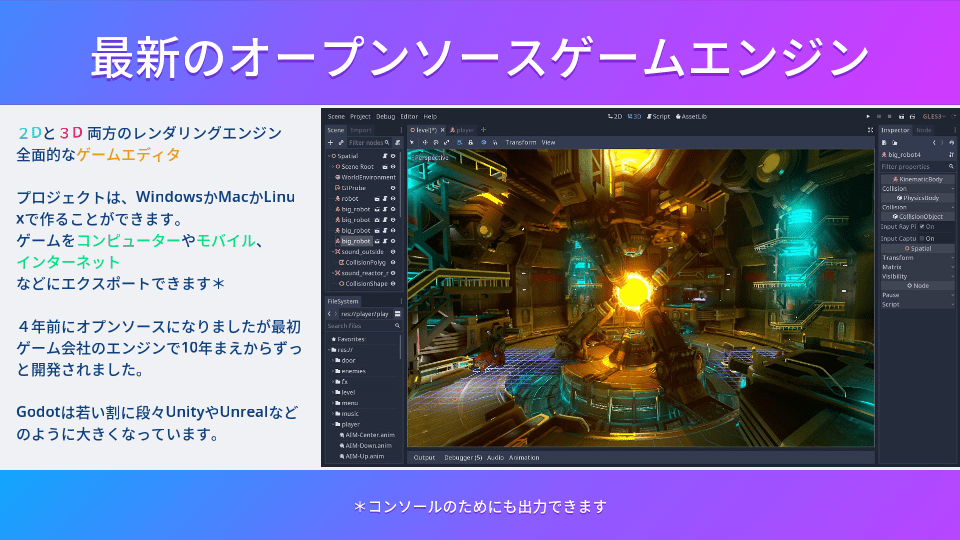 最新のオープンソースゲームエンジン
２Dと３D 両方のレンダリングエンジン
全面的なゲームエディタ
プロジェクトは、WindowsかMacかLinu
xで作ることができます。
ゲームをコンピューターやモバイル、
インターネット
などにエクスポートできます＊
４年前にオプンソースになりましたが最初
ゲーム会社のエンジンで10年まえからずっ
と開発されました。
Godotは若い割に段々UnityやUnrealなど
のように大きくなっています。
Scene Project Debug Editor Help
2D 3D Script AssetLib
GLES3
Scene Import
level(*) player
Inspector Node
Filter nodes
Transform View
Perspective
big_robot4
Filter properties
Spatial
Scene Root
WorldEnvironment
GIProbe
robot
big_robot
big_robot
big_robot
big_robot
sound_outside
CollisionPolyg
sound_reactor_r
CollisionShape
KinematicBody
Collision
PhysicsBody
Collision
CollisionObject
Input Ray Pi On
Input Captu On
Spatial
Transform
Matrix
Visibility
Node
Pause
Script
FileSystem
res://player/play
Search files
Favorites:
res://
door
enemies
fx
level
menu
music
player
AIM-Center.anim
AIM-Down.anim
AIM-Up.anim
Output Debugger (5) Audio Animation
＊コンソールのためにも出力できます